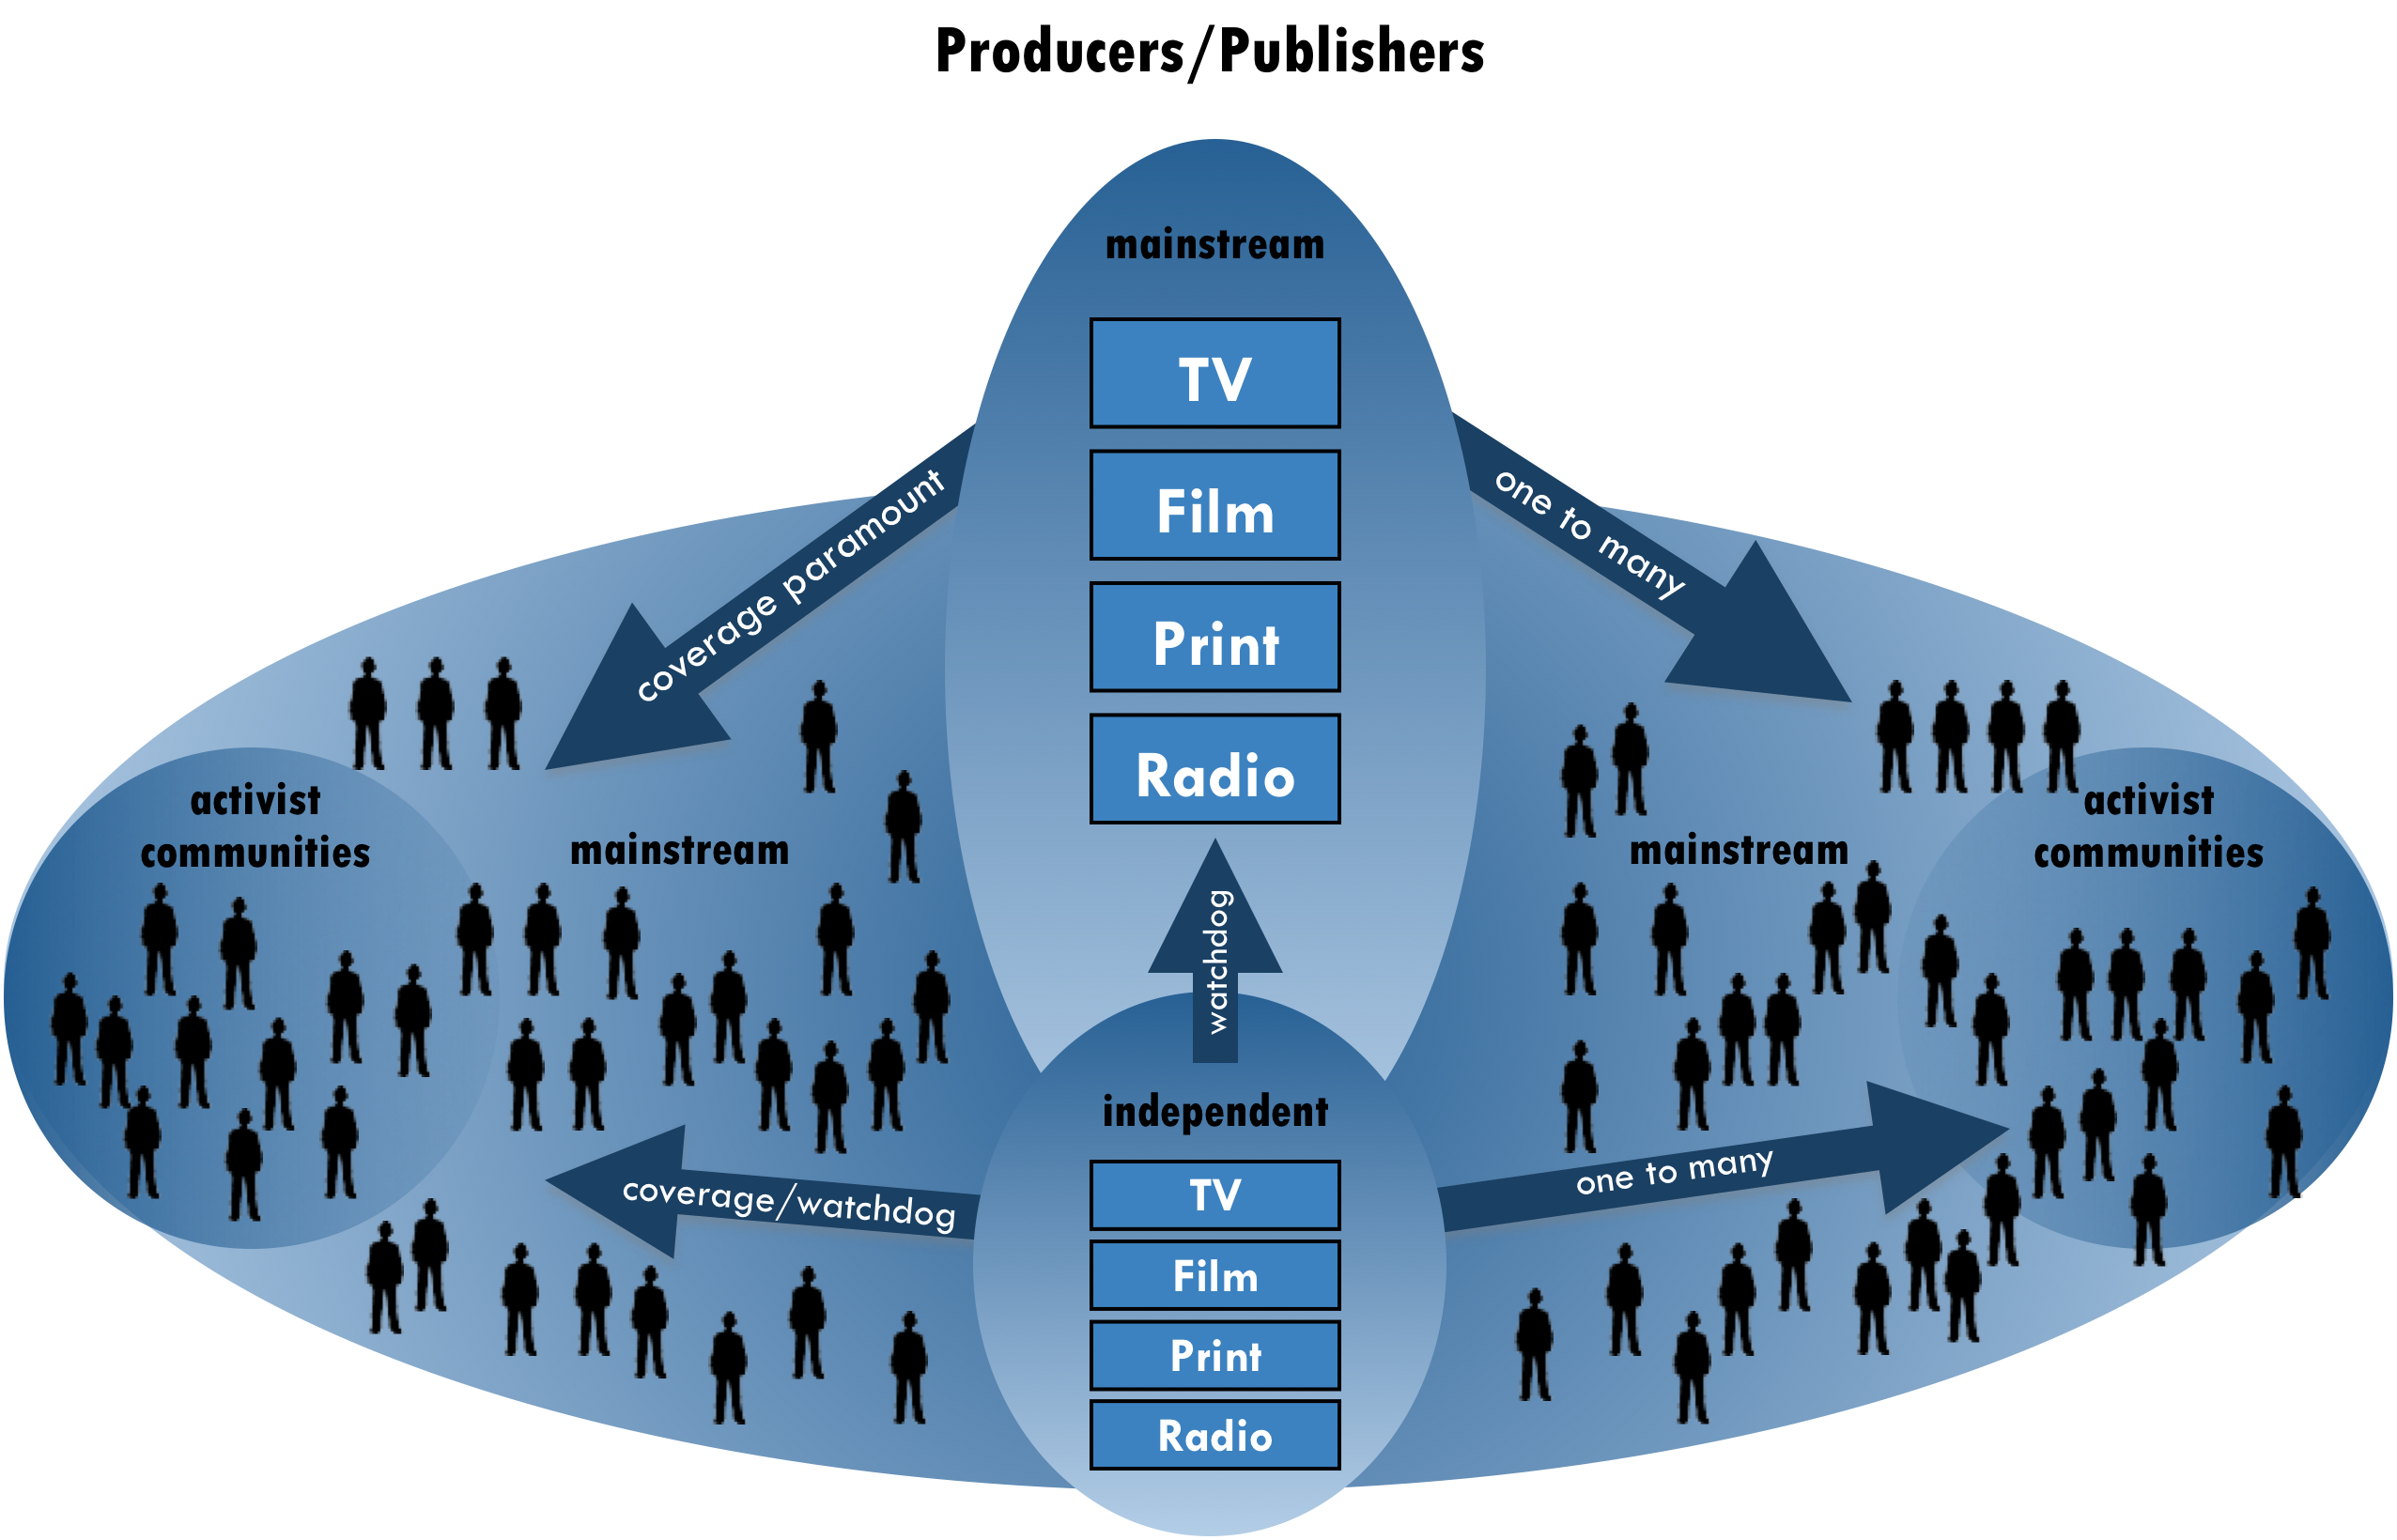 Producers/Publishers
mainstream
TV
Film
Print
Radio
coverage paramount
one to many
activist
communities
mainstream
mainstream
activist
communities
watchdog
independent
TV
Film
Print
Radio
coverage/watchdog
one to many